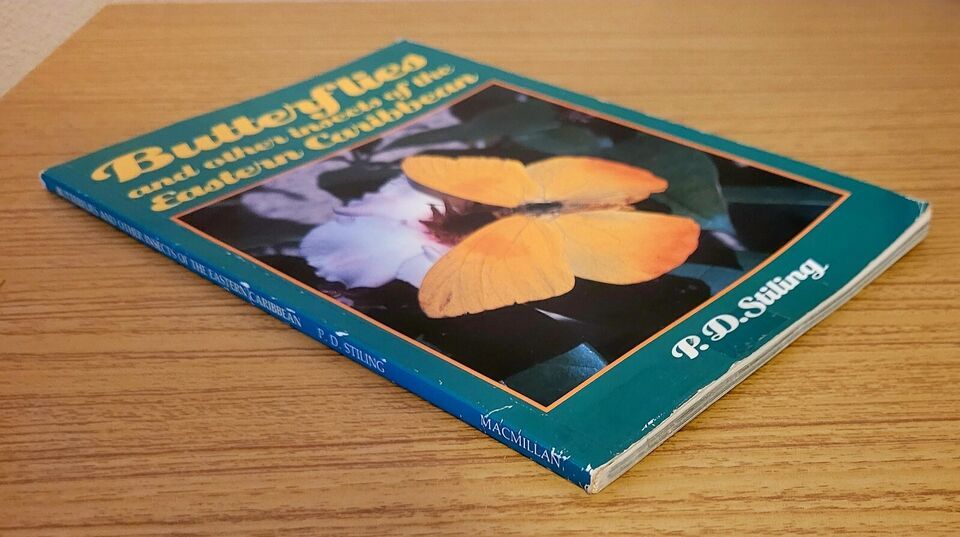 Butterflies
and other insects of the
Eastern Caribbean
P. D. Stiling
BUTTERFLIES AND OTHER INSECTS OF THE EASTERN CARIBBEAN P. D. STILING MACMILLAN